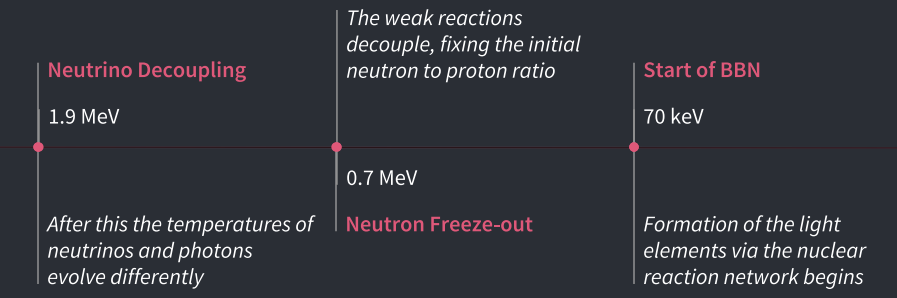 Neutrino Decoupling
1.9 MeV
After this the temperatures of
neutrinos and photons
evolve differently
The weak reactions
decouple, fixing the initial
neutron to proton ratio
0.7 MeV
Neutron Freeze-out
Start of BBN
70 keV
Formation of the light
elements via the nuclear
reaction network begins